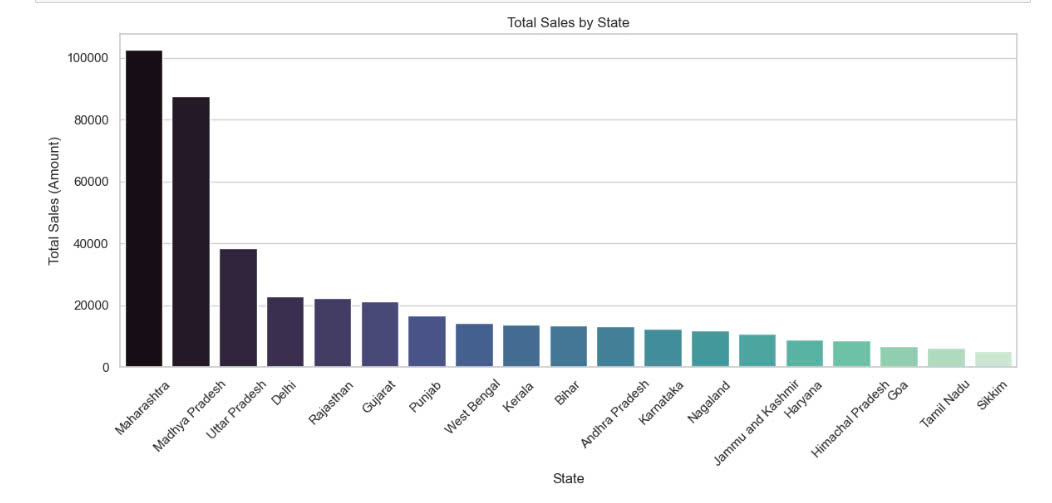 Total Sales by State
Total Sales (Amount)
100000
80000
60000
40000
20000
0
Maharashtra
Madhya Pradesh
Uttar Pradesh
Delhi
Rajasthan
Gujarat
Punjab
West Bengal
Kerala
Bihar
Andhra Pradesh
Karnataka
Nagaland
Jammu and Kashmir
Haryana
Himachal Pradesh
Goa
Tamil Nadu
Sikkim
State